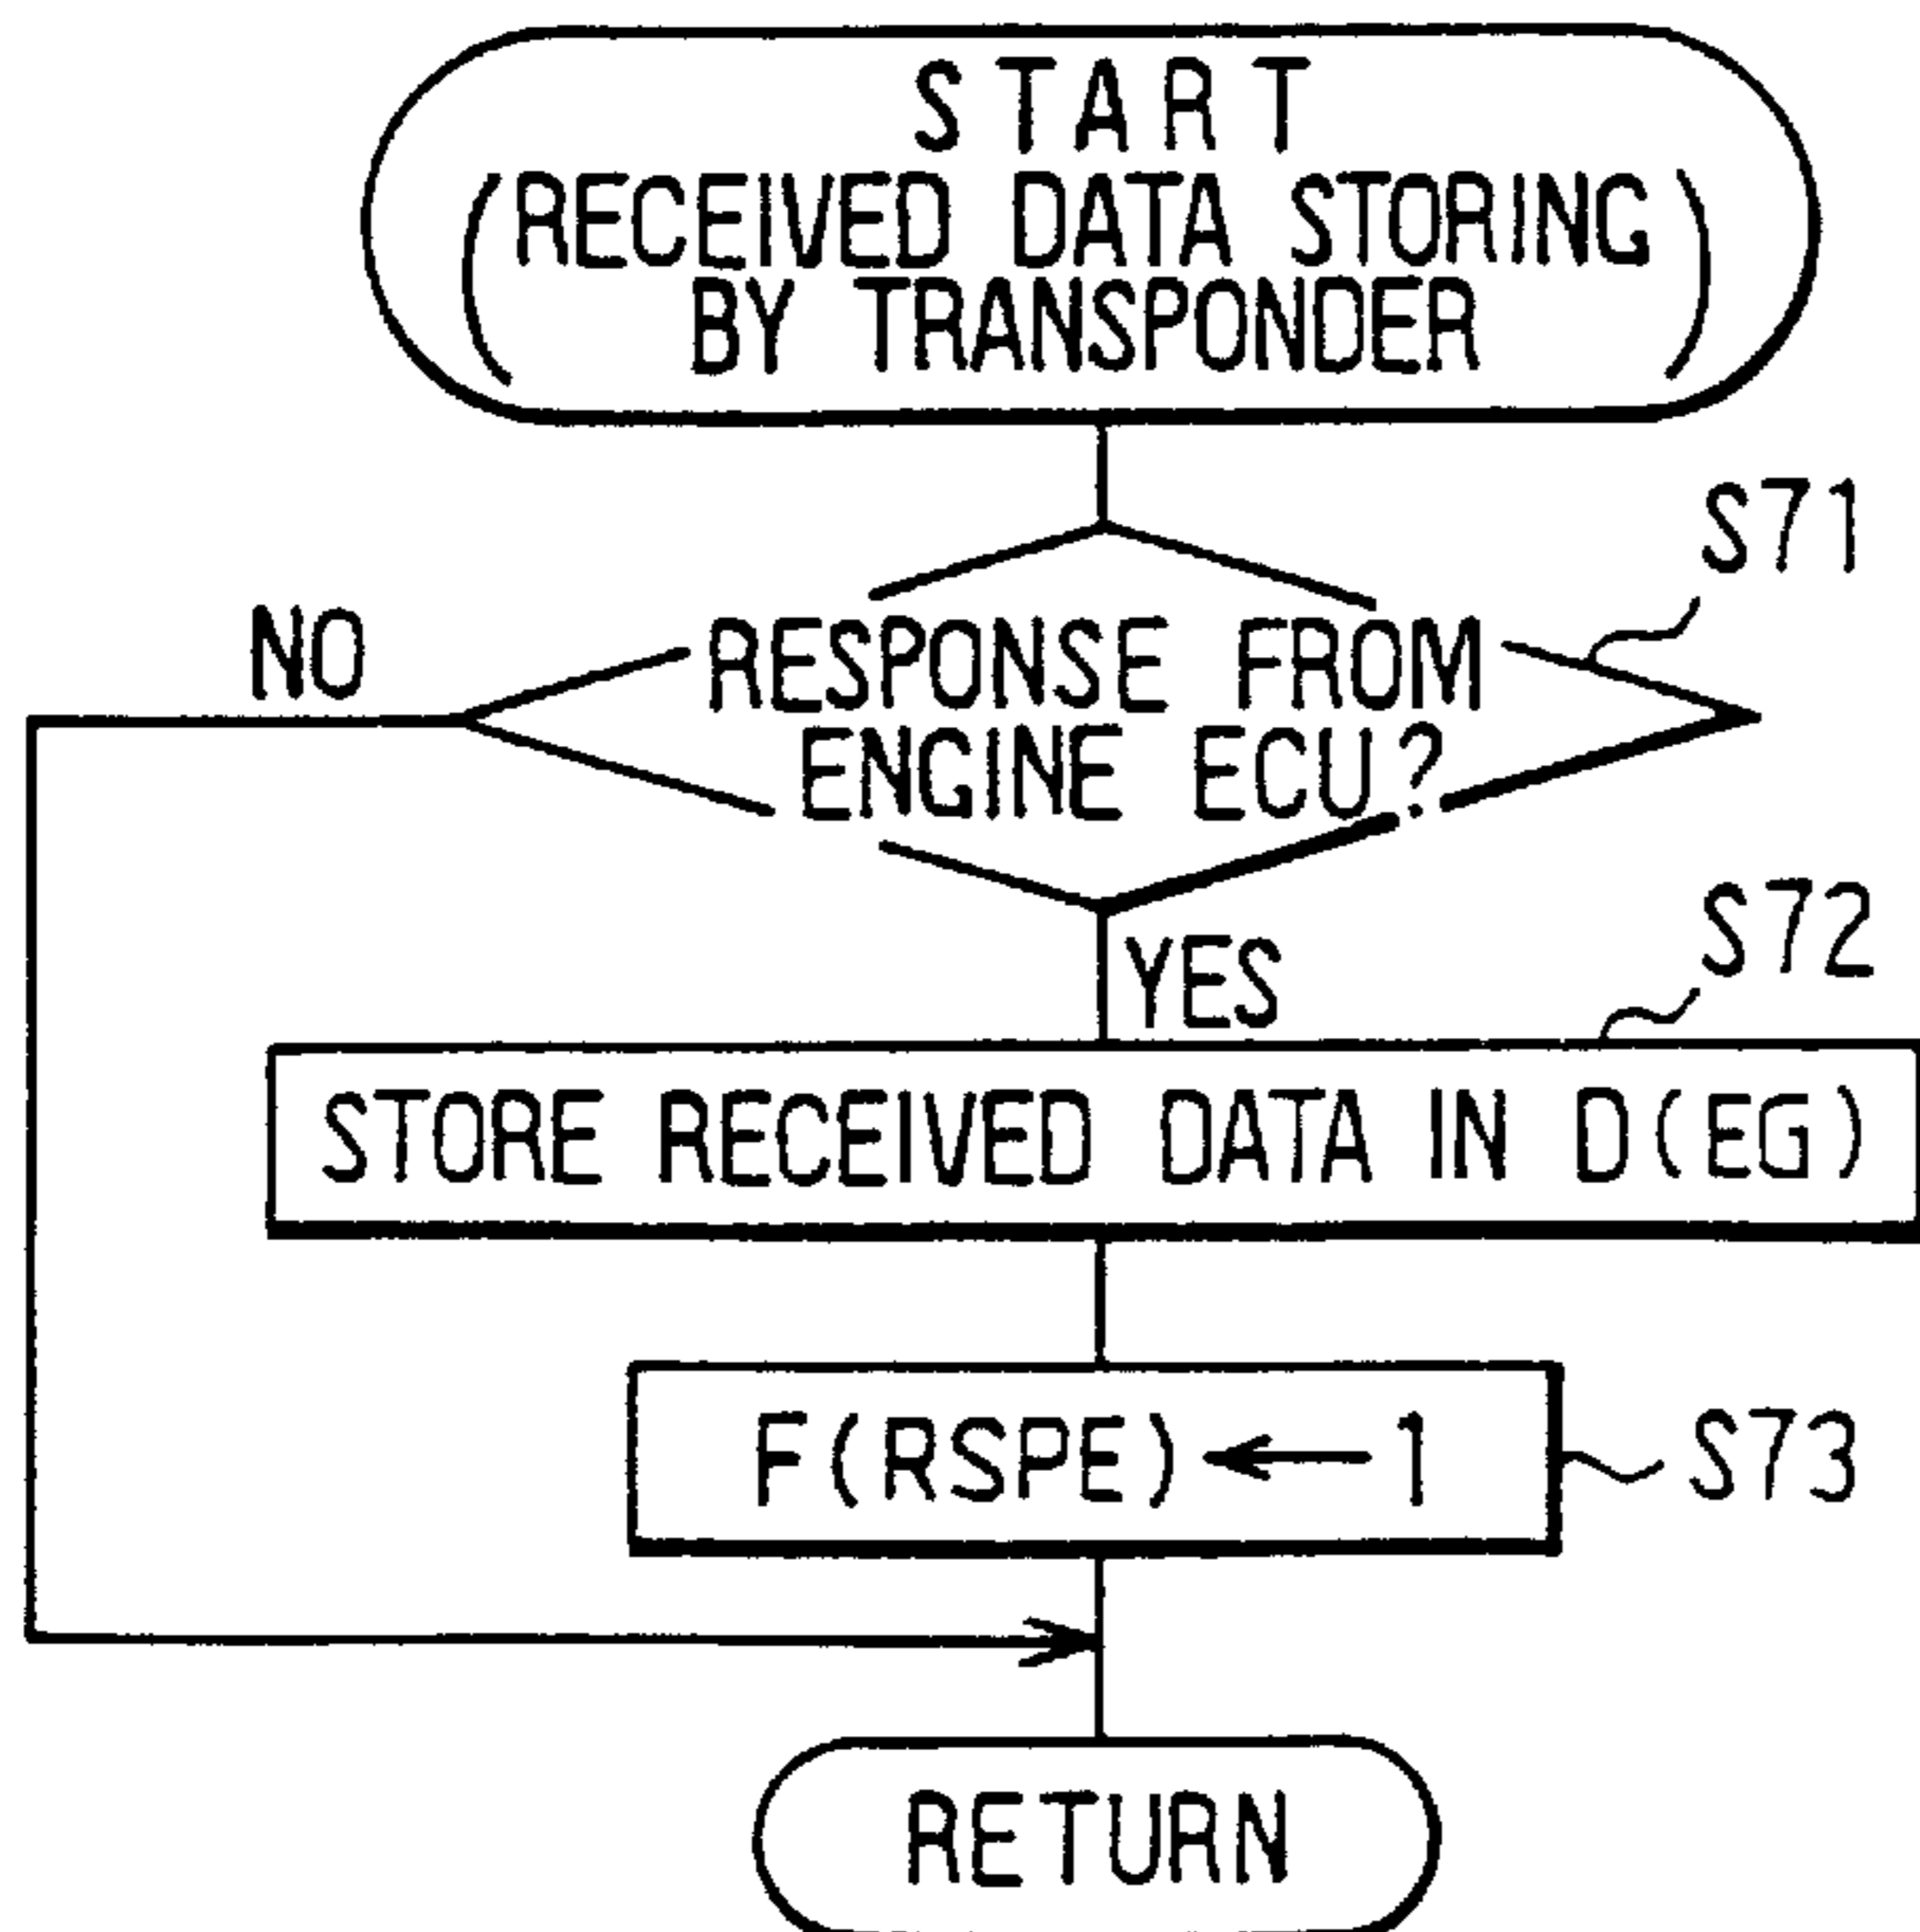 START
(RECEIVED DATA STORING
BY TRANSPONDER)
S71
NO
RESPONSE FROM
ENGINE ECU?
YES
S72
STORE RECEIVED DATA IN D(EG)
F(RSPE)←1
S73
RETURN